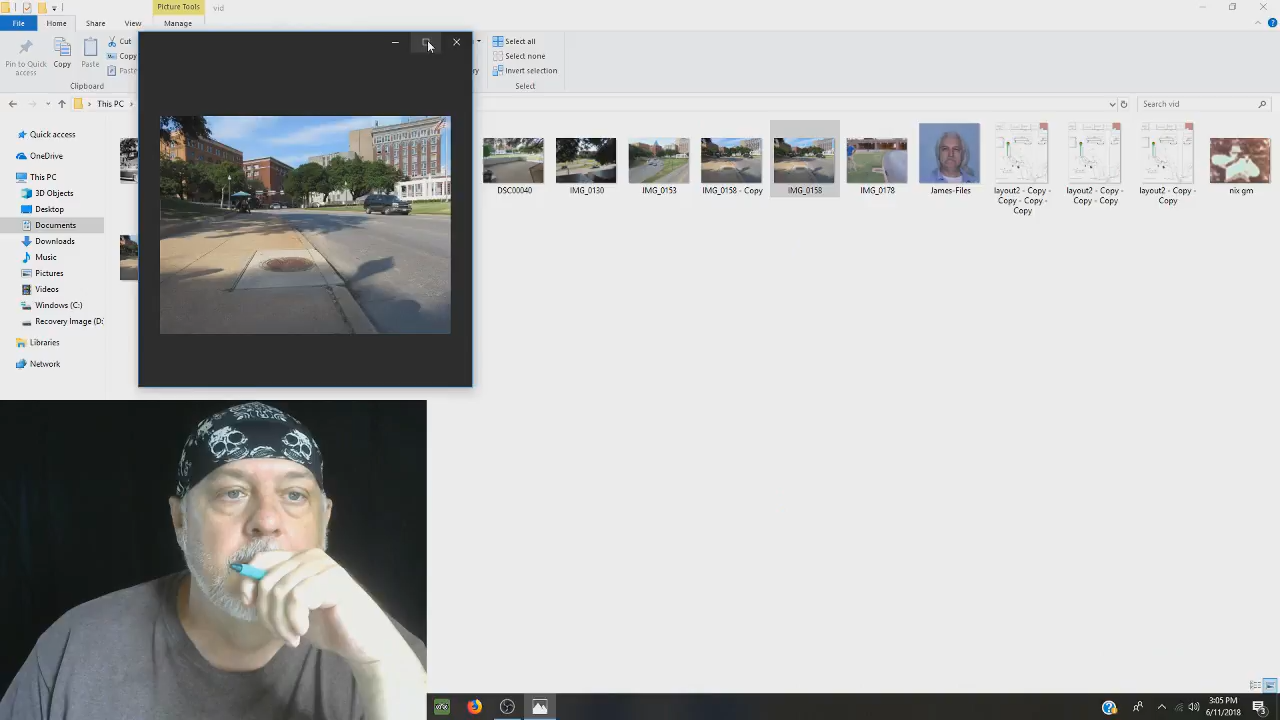 Picture Tools
vid
File
Home
Share
View
Manage
Pin to Quick access
Copy
Paste
Cut
Copy
Paste
Clipboard
Select all
Select none
Invert selection
Select
This PC
Search vid
Quick access
OneDrive
This PC
3D Objects
Desktop
Documents
Downloads
Music
Pictures
Videos
Windows (C:)
Recovery Image (D:
Libraries
Network
DSC00040
IMG_0130
IMG_0153
IMG_0158 - Copy
IMG_0158
IMG_0178
James-Files
layout2 - Copy
- Copy - Copy -
Copy
layout2 - Copy
- Copy - Copy
layout2 - Copy
- Copy
nix gm
3:05 PM
6/11/2018